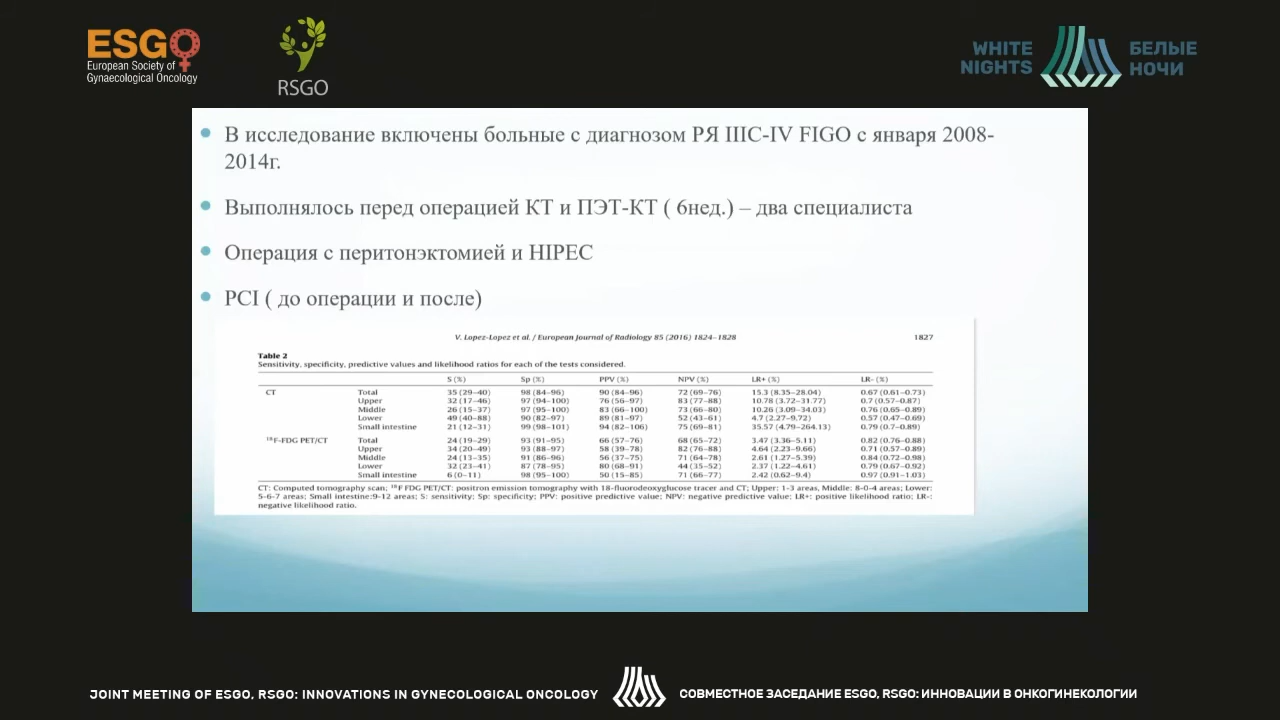 ESGO
European Society of
Gynaecological Oncology
RSGO
WHITE
NIGHTS
БЕЛЫЕ
НОЧИ
• В исследование включены больные с диагнозом РЯ IIIC-IV FIGO с января 2008-
2014г.
• Выполнялось перед операцией КТ и ПЭТ-КТ ( 6нед.) – два специалиста
• Операция с перитонэктомией и HIPEC
• PCI ( до операции и после)
V. Lopez-Lopez et al. / European Journal of Radiology 85 (2016) 1824–1828 1827
Table 2
Sensitivity, specificity, predictive values and likelihood ratios for each of the tests considered.
S (%) Sp (%) PPV (%) NPV (%) LR+ (%) LR- (%)
CT Total 35 (29–40) 98 (84–96) 90 (84–96) 72 (69–76) 15.3 (8.35–28.04) 0.67 (0.61–0.73)
Upper 32 (17–46) 97 (94–100) 76 (56–97) 83 (77–88) 10.78 (3.72–31.77) 0.7 (0.57–0.87)
Middle 26 (15–37) 97 (95–100) 83 (66–100) 73 (66–80) 10.26 (3.09–34.03) 0.76 (0.65–0.89)
Lower 49 (40–88) 90 (82–97) 89 (81–97) 52 (43–61) 4.7 (2.27–9.72) 0.57 (0.47–0.69)
Small intestine 21 (12–31) 99 (98–101) 94 (82–106) 75 (69–81) 35.57 (4.79–264.13) 0.79 (0.7–0.89)
¹⁸F-FDG PET/CT Total 24 (19–29) 93 (91–95) 66 (57–76) 68 (65–72) 3.47 (3.36–5.11) 0.82 (0.76–0.88)
Upper 34 (20–49) 93 (88–97) 58 (39–78) 82 (76–88) 4.64 (2.23–9.66) 0.71 (0.57–0.89)
Middle 24 (13–35) 91 (86–96) 56 (37–75) 71 (64–78) 2.61 (1.27–5.39) 0.84 (0.72–0.98)
Lower 32 (23–41) 87 (78–95) 80 (68–91) 44 (35–52) 2.37 (1.22–4.61) 0.79 (0.67–0.92)
Small intestine 6 (0–11) 98 (95–100) 50 (15–85) 71 (66–77) 2.42 (0.62–9.4) 0.97 (0.91–1.03)
CT: Computed tomography scan; ¹⁸F FDG PET/CT: positron emission tomography with 18-fluorodeoxyglucose tracer and CT; Upper: 1-3 areas, Middle: 8-0-4 areas; Lower:
5-6-7 areas; Small intestine:9-12 areas; S: sensitivity; Sp: specificity; PPV: positive predictive value; NPV: negative predictive value; LR+: positive likelihood ratio; LR-:
negative likelihood ratio.
JOINT MEETING OF ESGO, RSGO: INNOVATIONS IN GYNECOLOGICAL ONCOLOGY
СОВМЕСТНОЕ ЗАСЕДАНИЕ ESGO, RSGO: ИННОВАЦИИ В ОНКОГИНЕКОЛОГИИ